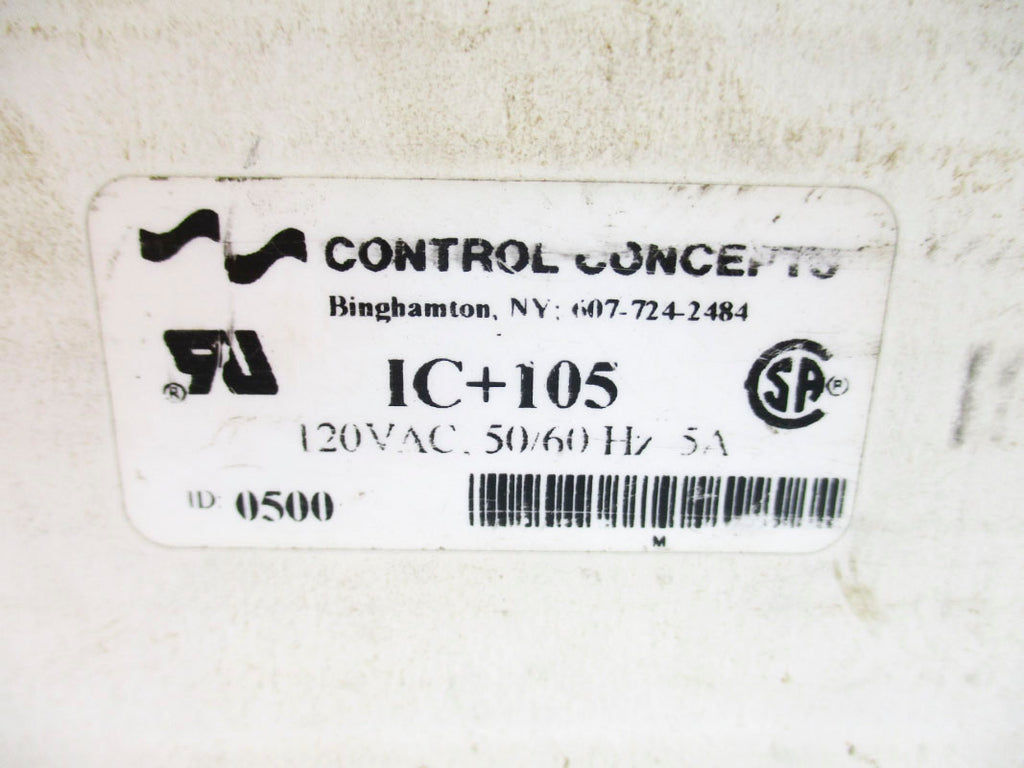 CONTROL CONCEPTS
Binghamton, NY; 607-724-2484
IC+105
120VAC, 50/60 Hz 5A
ID: 0500
M